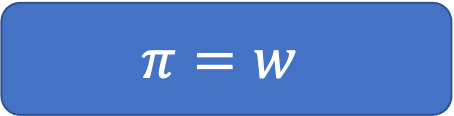 π = w